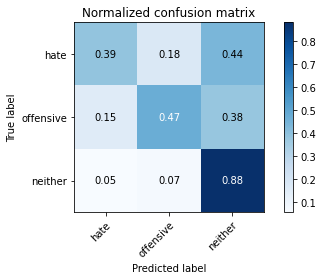 Normalized confusion matrix
True label
hate 0.39 0.18 0.44
offensive 0.15 0.47 0.38
neither 0.05 0.07 0.88
hate offensive neither
Predicted label
0.8
0.7
0.6
0.5
0.4
0.3
0.2
0.1